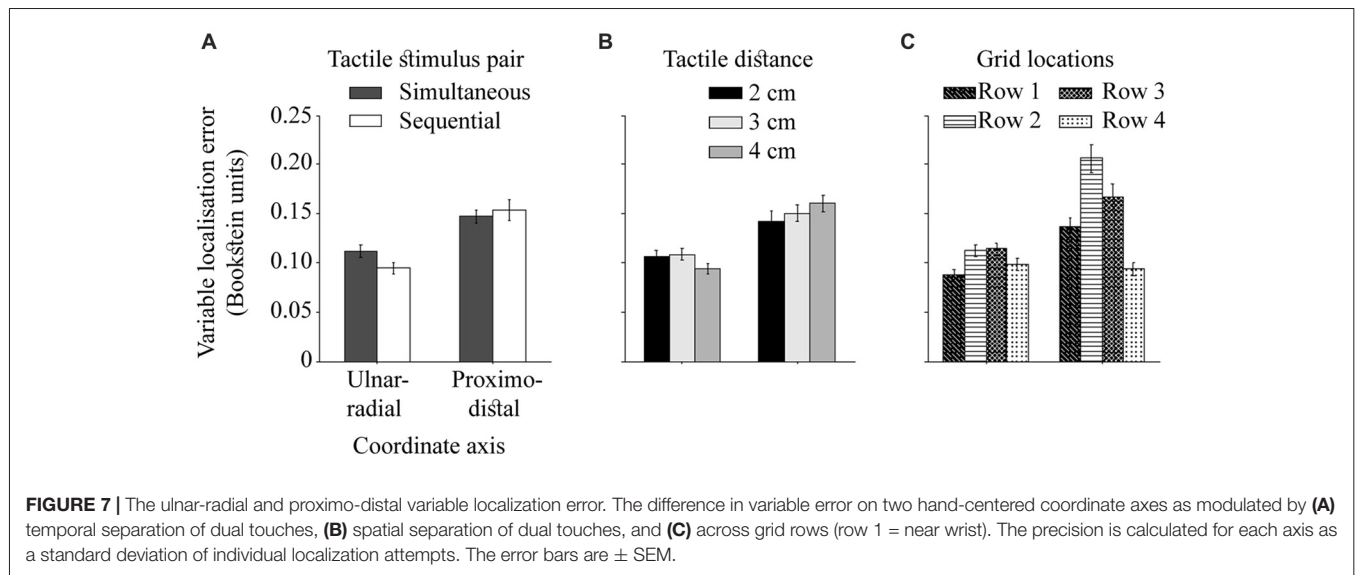 A
Tactile stimulus pair
Simultaneous
Sequential
Variable localisation error
(Bookstein units)
0.25
0.20
0.15
0.10
0.05
0
Ulnar-
radial
Proximo-
distal
Coordinate axis
B
Tactile distance
2 cm
3 cm
4 cm
C
Grid locations
Row 1
Row 3
Row 2
Row 4
FIGURE 7 | The ulnar-radial and proximo-distal variable localization error. The difference in variable error on two hand-centered coordinate axes as modulated by (A)
temporal separation of dual touches, (B) spatial separation of dual touches, and (C) across grid rows (row 1 = near wrist). The precision is calculated for each axis as
a standard deviation of individual localization attempts. The error bars are ± SEM.